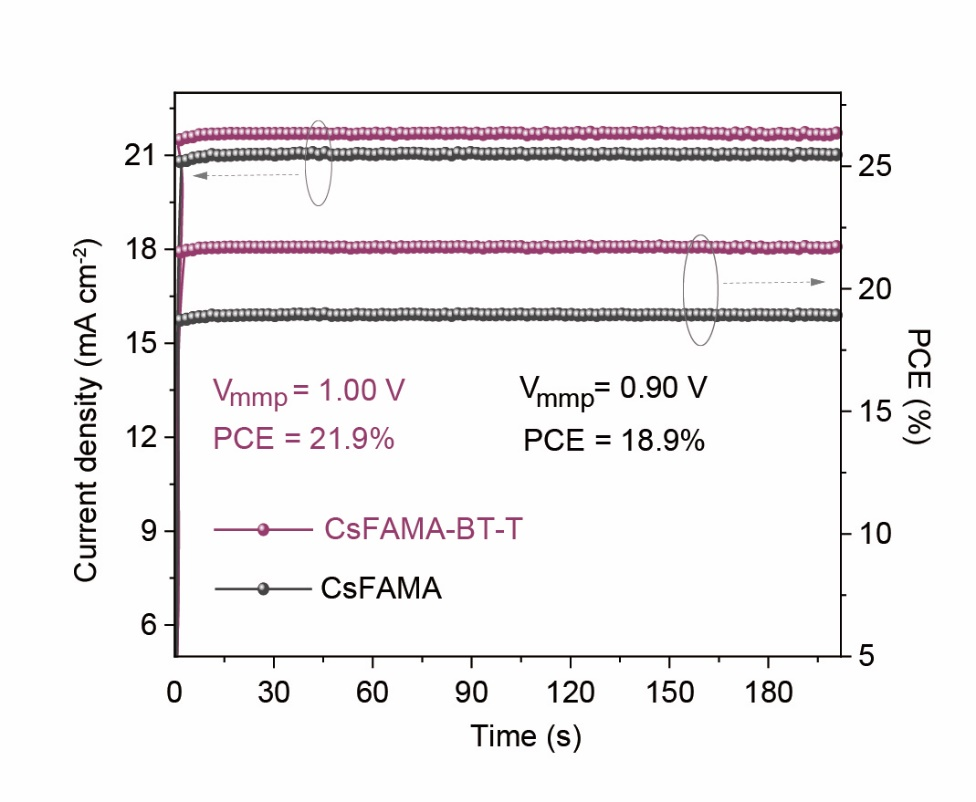 21
18
15
12
9
6
Current density (mA cm⁻²)
25
20
15
10
5
PCE (%)
V_mmp = 1.00 V
PCE = 21.9%
V_mmp = 0.90 V
PCE = 18.9%
CsFAMA-BT-T
CsFAMA
0 30 60 90 120 150 180
Time (s)